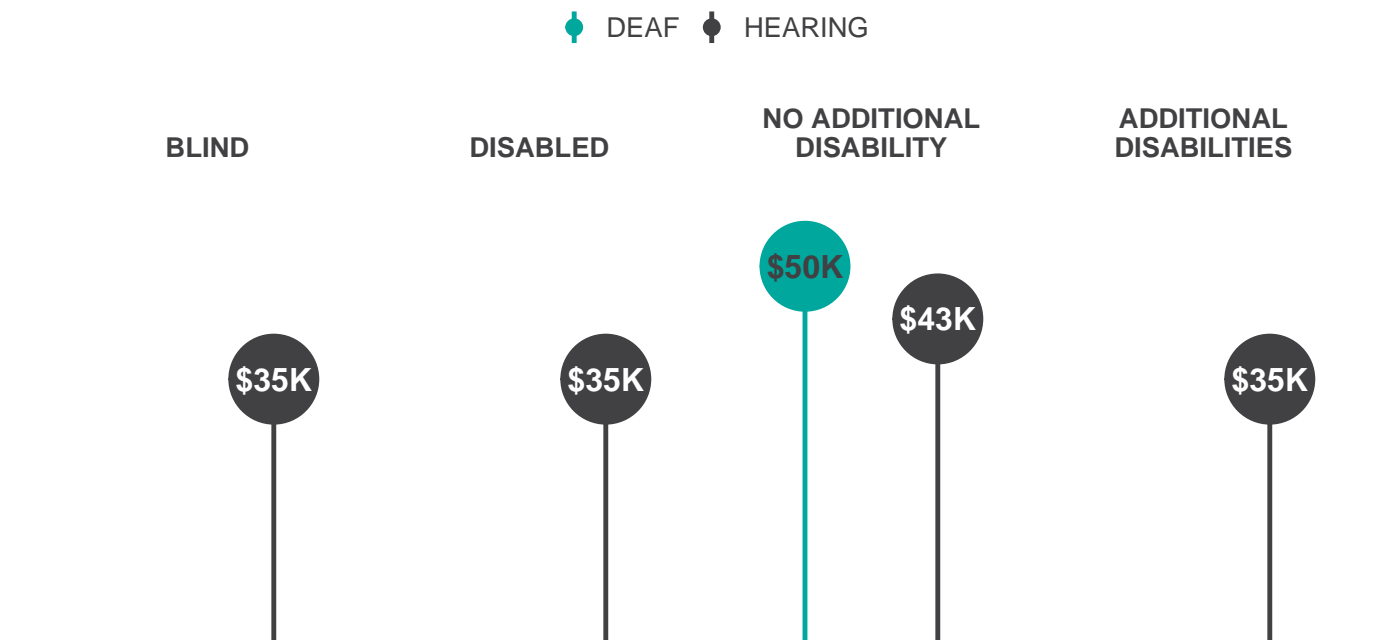 DEAF HEARING
BLIND
DISABLED
NO ADDITIONAL
DISABILITY
ADDITIONAL
DISABILITIES
$35K
$35K
$50K
$43K
$35K